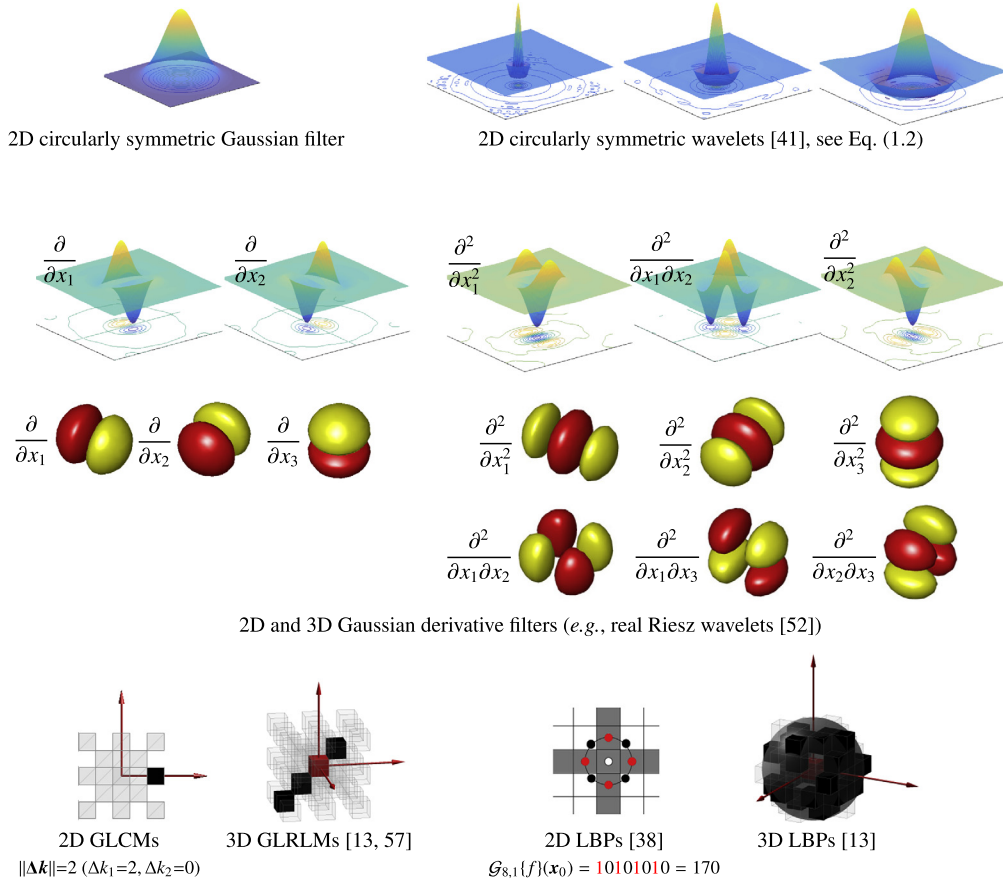 2D circularly symmetric Gaussian filter
2D circularly symmetric wavelets [41], see Eq. (1.2)
∂/∂x₁
∂/∂x₂
∂²/∂x₁²
∂²/∂x₁∂x₂
∂²/∂x₂²
∂/∂x₁
∂/∂x₂
∂/∂x₃
∂²/∂x₁²
∂²/∂x₂²
∂²/∂x₃²
∂²/∂x₁∂x₂
∂²/∂x₁∂x₃
∂²/∂x₂∂x₃
2D and 3D Gaussian derivative filters (e.g., real Riesz wavelets [52])
2D GLCMs
3D GLRLMs [13, 57]
2D LBPs [38]
3D LBPs [13]
||Δk||=2 (Δk₁=2, Δk₂=0)
𝒢₈,₁{f}(x₀) = 10101010 = 170